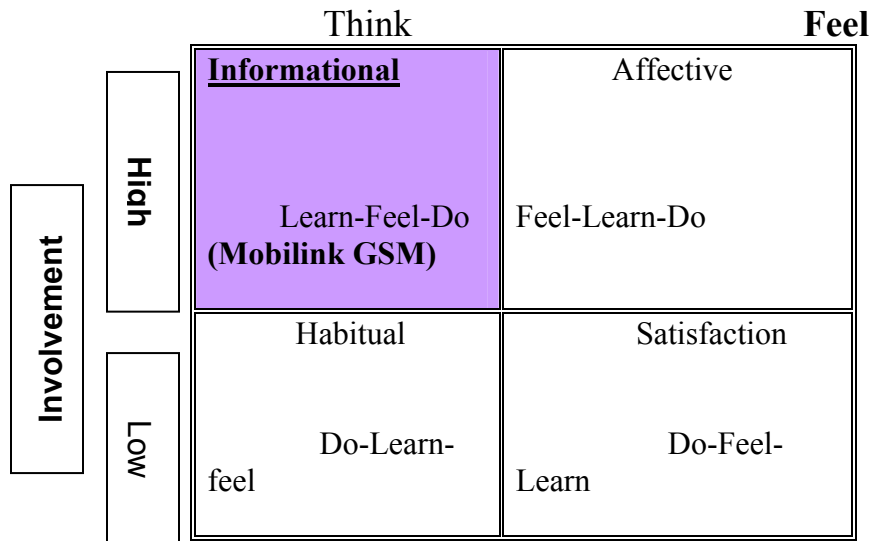 Think Feel
Informational Affective
High
Learn-Feel-Do Feel-Learn-Do
(Mobilink GSM)
Involvement
Habitual Satisfaction
Low
Do-Learn- Do-Feel-
feel Learn